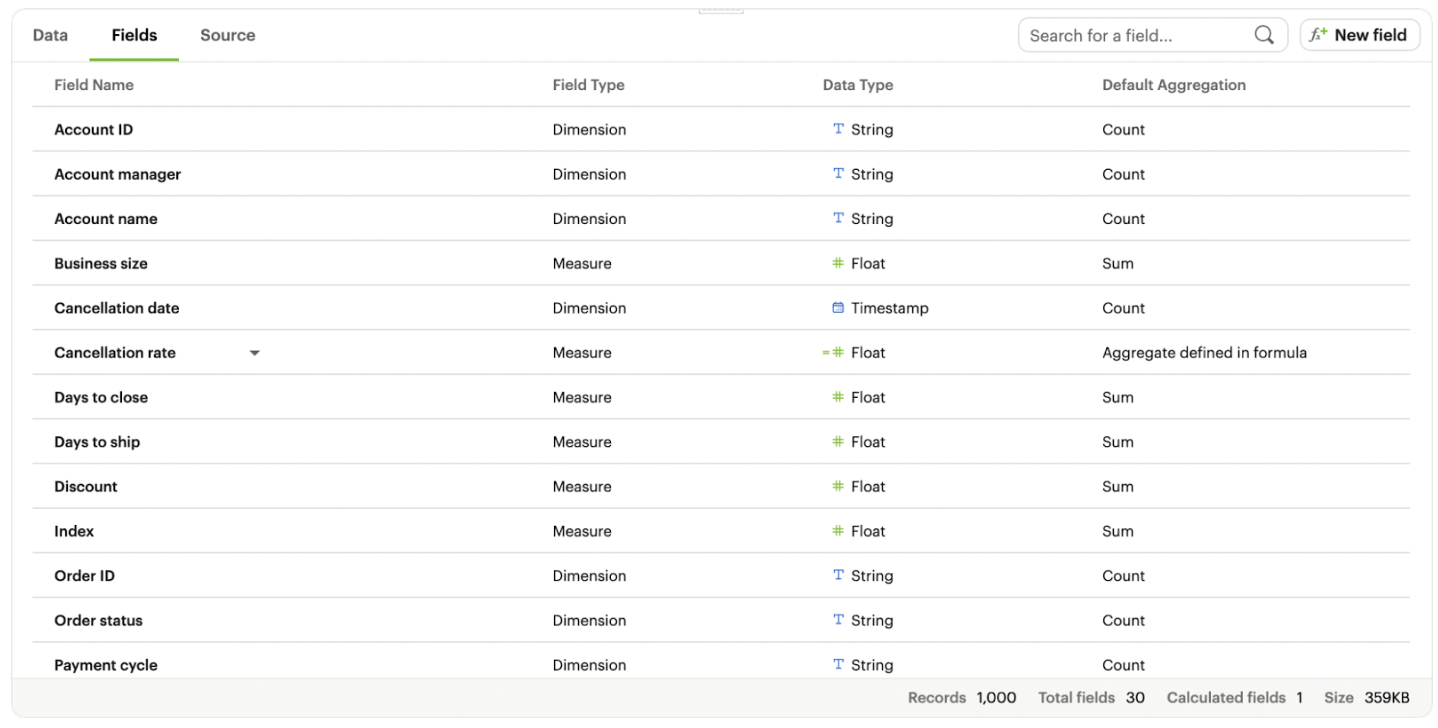 Data Fields Source Search for a field... New field
Field Name Field Type Data Type Default Aggregation
Account ID Dimension String Count
Account manager Dimension String Count
Account name Dimension String Count
Business size Measure Float Sum
Cancellation date Dimension Timestamp Count
Cancellation rate Measure Float Aggregate defined in formula
Days to close Measure Float Sum
Days to ship Measure Float Sum
Discount Measure Float Sum
Index Measure Float Sum
Order ID Dimension String Count
Order status Dimension String Count
Payment cycle Dimension String Count
Records 1,000 Total fields 30 Calculated fields 1 Size 359KB